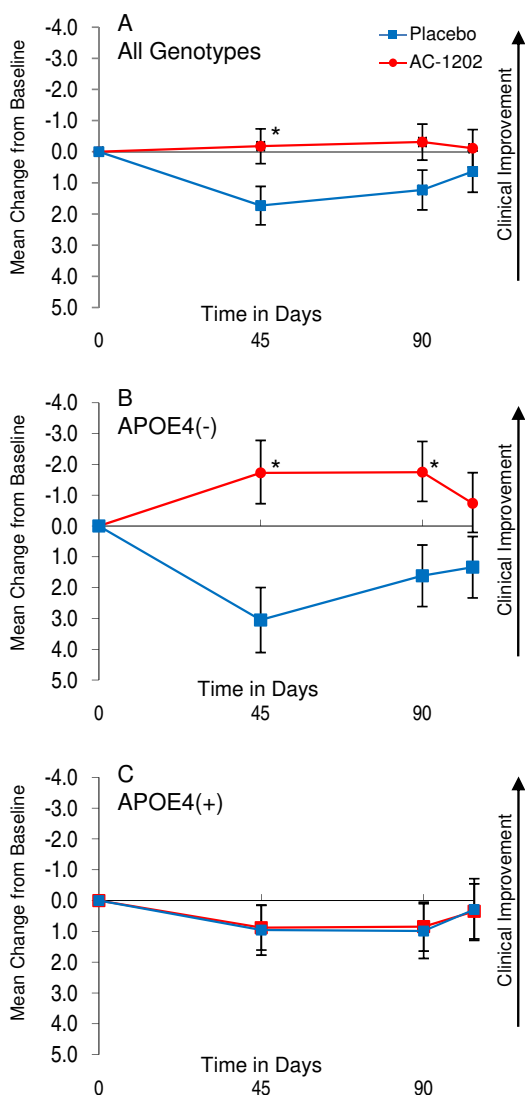 A
All Genotypes
Placebo
AC-1202
Mean Change from Baseline
-4.0
-3.0
-2.0
-1.0
0.0
1.0
2.0
3.0
4.0
5.0
*
Clinical Improvement
Time in Days
0
45
90
B
APOE4(-)
Mean Change from Baseline
-4.0
-3.0
-2.0
-1.0
0.0
1.0
2.0
3.0
4.0
5.0
*
*
Clinical Improvement
Time in Days
0
45
90
C
APOE4(+)
Mean Change from Baseline
-4.0
-3.0
-2.0
-1.0
0.0
1.0
2.0
3.0
4.0
5.0
Clinical Improvement
Time in Days
0
45
90